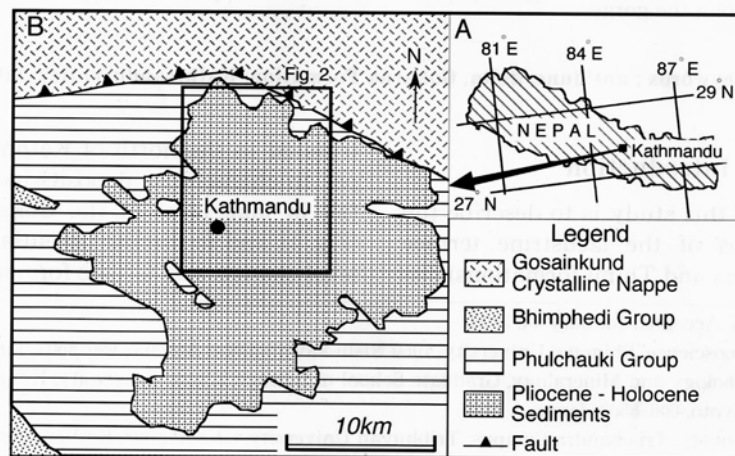 B
N
Fig. 2
Kathmandu
10km
A
81° E
84° E
87° E
29° N
NEPAL
Kathmandu
27° N
Legend
Gosainkund
Crystalline Nappe
Bhimphedi Group
Phulchauki Group
Pliocene - Holocene
Sediments
Fault